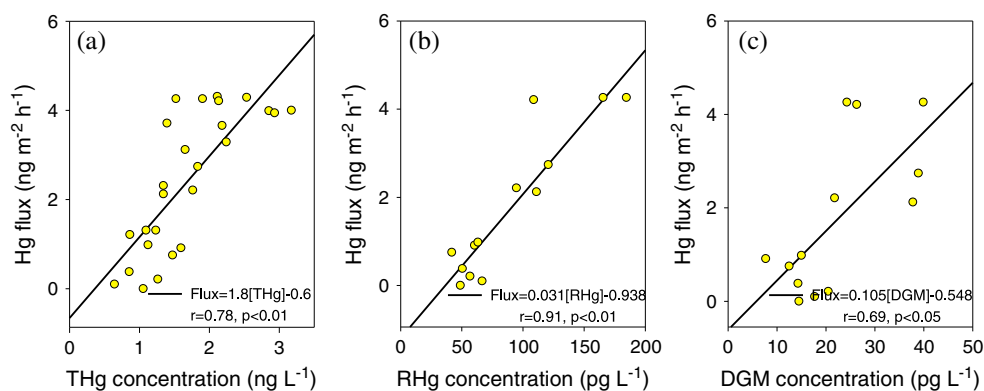 (a)
Hg flux (ng m⁻² h⁻¹)
6
4
2
0
Flux=1.8[THg]-0.6
r=0.78, p<0.01
0 1 2 3
THg concentration (ng L⁻¹)
(b)
Hg flux (ng m⁻² h⁻¹)
6
4
2
0
Flux=0.031[RHg]-0.938
r=0.91, p<0.01
0 50 100 150 200
RHg concentration (pg L⁻¹)
(c)
Hg flux (ng m⁻² h⁻¹)
6
4
2
0
Flux=0.105[DGM]-0.548
r=0.69, p<0.05
0 10 20 30 40 50
DGM concentration (pg L⁻¹)